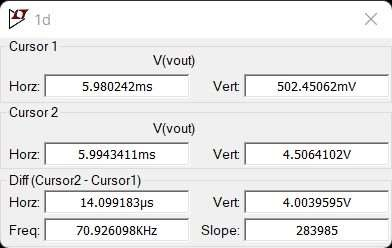 1d
Cursor 1
V(vout)
Horz: 5.980242ms Vert: 502.45062mV
Cursor 2
V(vout)
Horz: 5.9943411ms Vert: 4.5064102V
Diff (Cursor2 - Cursor1)
Horz: 14.099183µs Vert: 4.0039595V
Freq: 70.926098KHz Slope: 283985